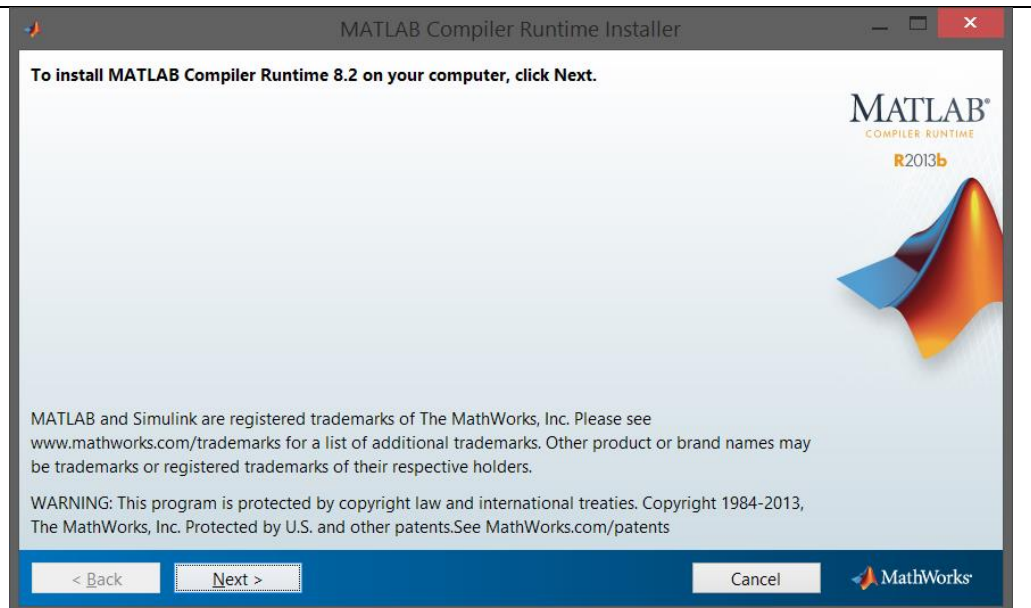 MATLAB Compiler Runtime Installer
To install MATLAB Compiler Runtime 8.2 on your computer, click Next.
MATLAB®
COMPILER RUNTIME
R2013b
MATLAB and Simulink are registered trademarks of The MathWorks, Inc. Please see
www.mathworks.com/trademarks for a list of additional trademarks. Other product or brand names may
be trademarks or registered trademarks of their respective holders.
WARNING: This program is protected by copyright law and international treaties. Copyright 1984-2013,
The MathWorks, Inc. Protected by U.S. and other patents.See MathWorks.com/patents
< Back Next > Cancel MathWorks